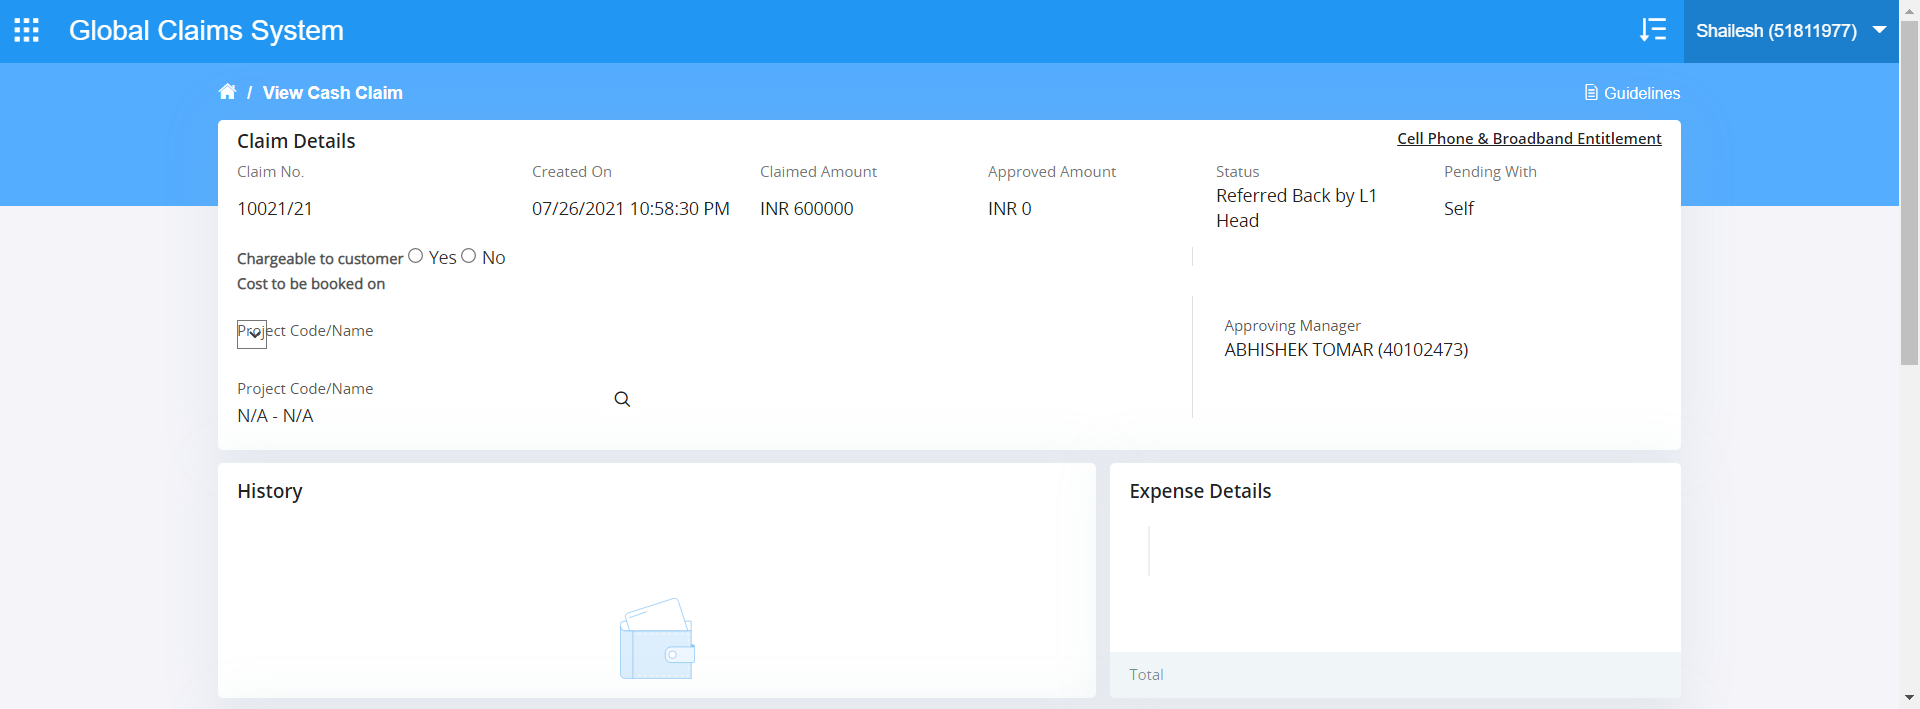 Global Claims System
Shailesh (51811977)
/ View Cash Claim
Guidelines
Claim Details
Cell Phone & Broadband Entitlement
Claim No.
Created On
Claimed Amount
Approved Amount
Status
Pending With
10021/21
07/26/2021 10:58:30 PM
INR 600000
INR 0
Referred Back by L1
Head
Self
Chargeable to customer Yes No
Cost to be booked on
Project Code/Name
Approving Manager
ABHISHEK TOMAR (40102473)
Project Code/Name
N/A - N/A
History
Expense Details
Total